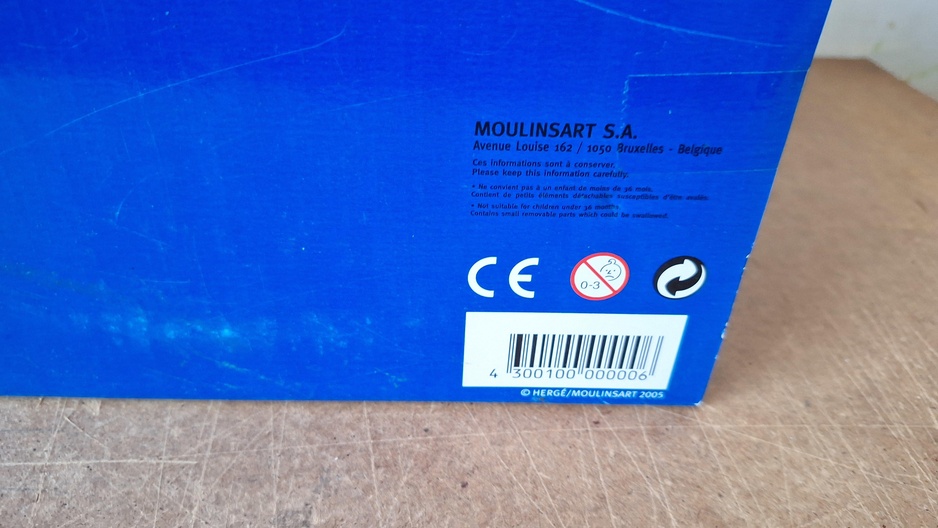 MOULINSART S.A.
Avenue Louise 162 / 1050 Bruxelles - Belgique
Ces informations sont à conserver.
Please keep this information carefully.
• Ne convient pas à un enfant de moins de 36 mois.
Contient de petits éléments détachables susceptibles d'être avalés.
• Not suitable for children under 36 months.
Contains small removable parts which could be swallowed.
CE
0-3
4 300100 000006
© HERGÉ/MOULINSART 2005